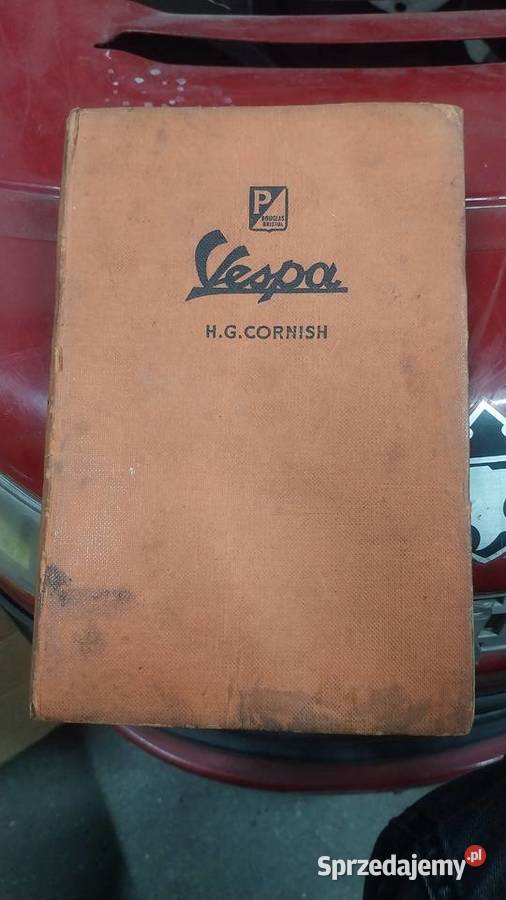 P
DOUGLAS
BRISTOL
Vespa
H.G.CORNISH
Sprzedajemy.pl